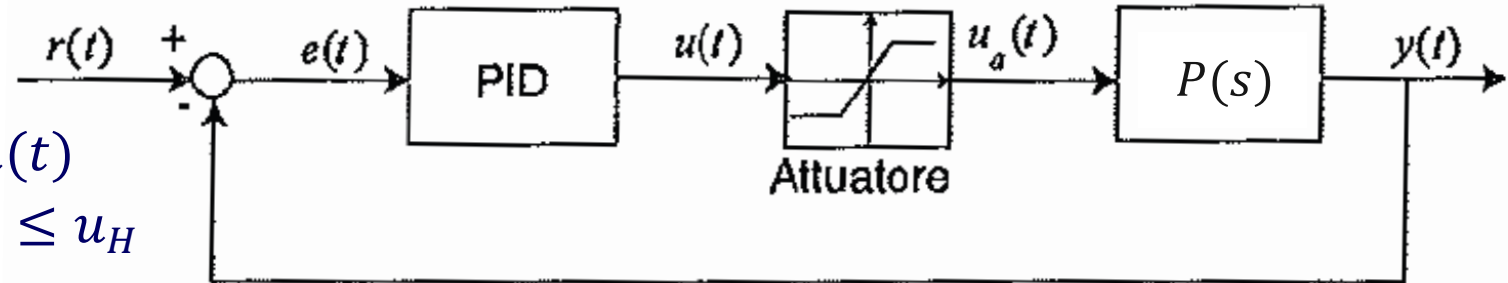 r(t)
+
-
e(t)
PID
u(t)
Attuatore
u_a(t)
P(s)
y(t)
(t)
≤ u_H